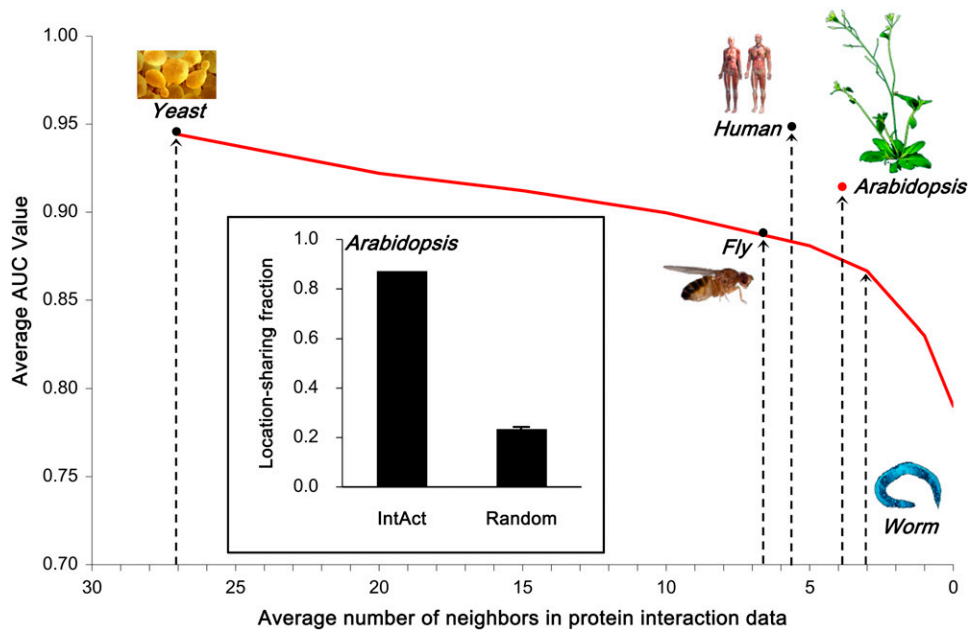 1.00
0.95
0.90
0.85
0.80
0.75
0.70
Average AUC Value
Yeast
Human
Arabidopsis
Fly
Worm
Arabidopsis
1.0
0.8
0.6
0.4
0.2
0.0
Location-sharing fraction
IntAct Random
30 25 20 15 10 5 0
Average number of neighbors in protein interaction data